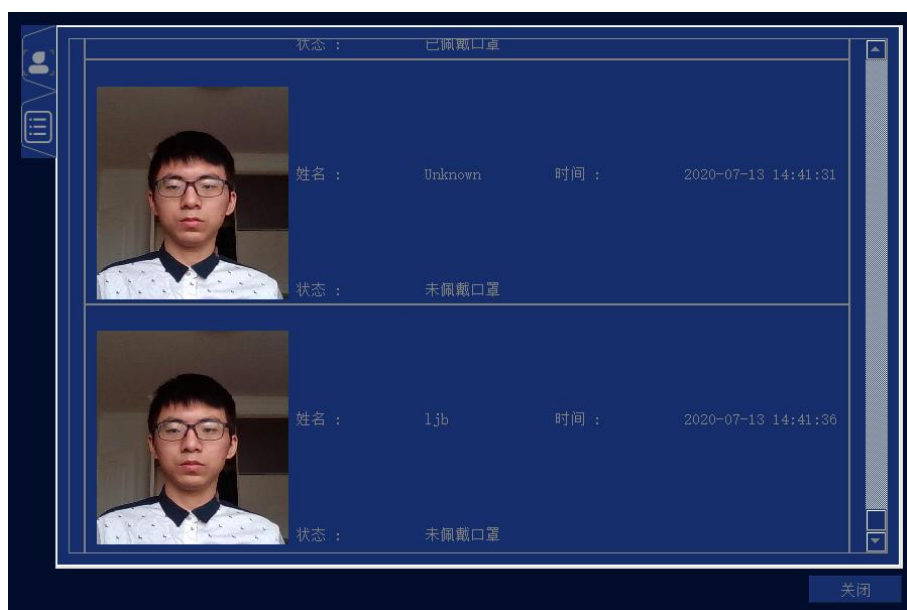 状态 : 已佩戴口罩
姓名 : Unknown 时间 : 2020-07-13 14:41:31
状态 : 未佩戴口罩
姓名 : ljb 时间 : 2020-07-13 14:41:36
状态 : 未佩戴口罩
关闭